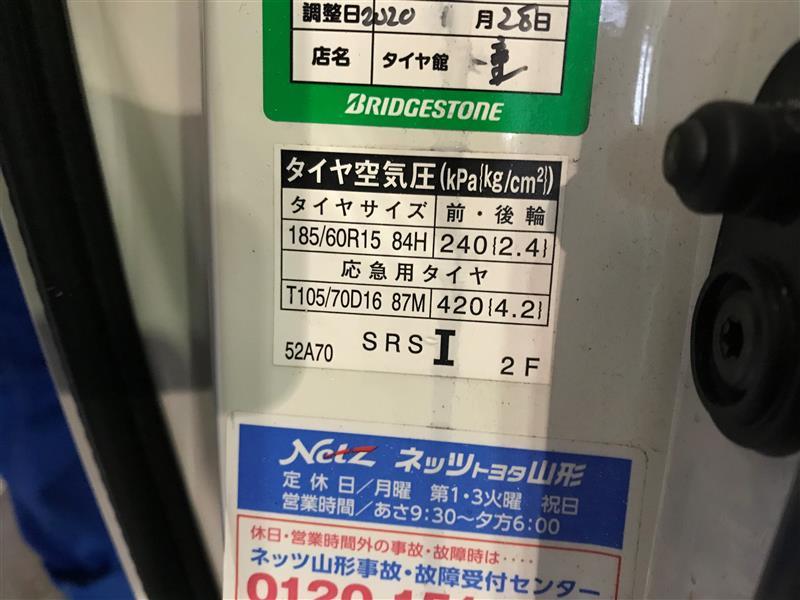 調整日 2020 1月28日
店名 タイヤ館
BRIDGESTONE
タイヤ空気圧(kPa{kg/cm²})
タイヤサイズ 前・後輪
185/60R15 84H 240{2.4}
応急用タイヤ
T105/70D16 87M 420{4.2}
52A70 SRS I 2F
Netz ネッツトヨタ山形
定休日/月曜 第1・3火曜 祝日
営業時間/あさ9:30〜夕方6:00
休日・営業時間外の事故・故障時は‥‥
ネッツ山形事故・故障受付センター